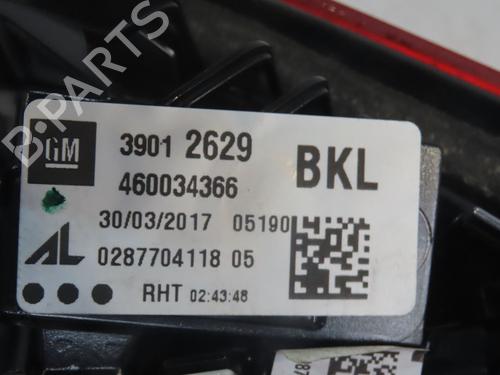 B-PARTS
GM
3901 2629
BKL
460034366
30/03/2017 05190
AL 0287704118 05
RHT 02:43:48